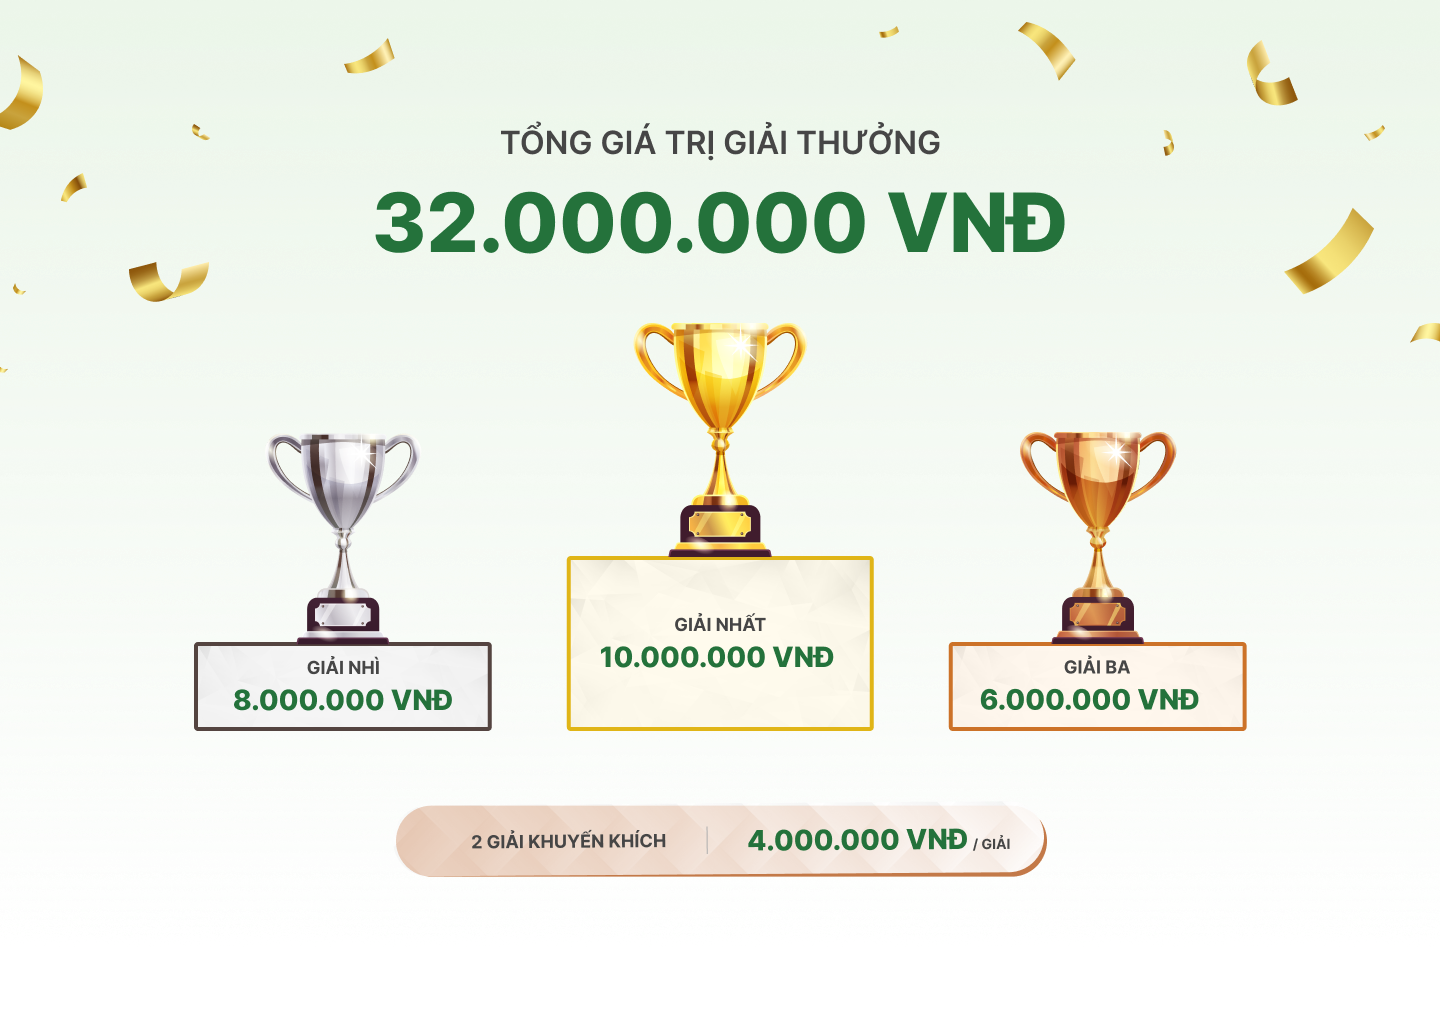 TỔNG GIÁ TRỊ GIẢI THƯỞNG
32.000.000 VNĐ
GIẢI NHẤT
10.000.000 VNĐ
GIẢI NHÌ
8.000.000 VNĐ
GIẢI BA
6.000.000 VNĐ
2 GIẢI KHUYẾN KHÍCH
4.000.000 VNĐ / GIẢI